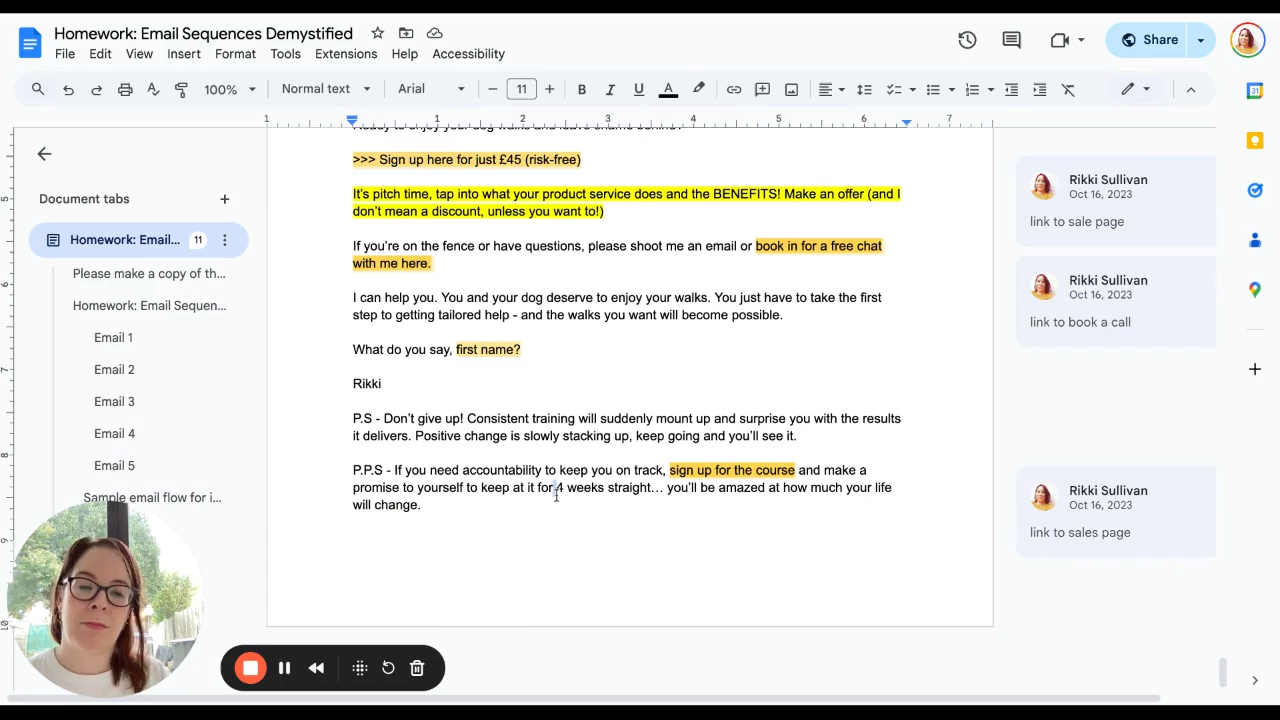 Homework: Email Sequences Demystified
File Edit View Insert Format Tools Extensions Help Accessibility
Share
100% Normal text Arial 11
1 1 2 3 4 5 6 7
Document tabs
Homework: Email... 11
Please make a copy of th...
Homework: Email Sequen...
Email 1
Email 2
Email 3
Email 4
Email 5
Sample email flow for i...
>>> Sign up here for just £45 (risk-free)
It's pitch time, tap into what your product service does and the BENEFITS! Make an offer (and I
don't mean a discount, unless you want to!)
If you're on the fence or have questions, please shoot me an email or book in for a free chat
with me here.
I can help you. You and your dog deserve to enjoy your walks. You just have to take the first
step to getting tailored help - and the walks you want will become possible.
What do you say, first name?
Rikki
P.S - Don't give up! Consistent training will suddenly mount up and surprise you with the results
it delivers. Positive change is slowly stacking up, keep going and you'll see it.
P.P.S - If you need accountability to keep you on track, sign up for the course and make a
promise to yourself to keep at it for 4 weeks straight... you'll be amazed at how much your life
will change.
Rikki Sullivan
Oct 16, 2023
link to sale page
Rikki Sullivan
Oct 16, 2023
link to book a call
Rikki Sullivan
Oct 16, 2023
link to sales page